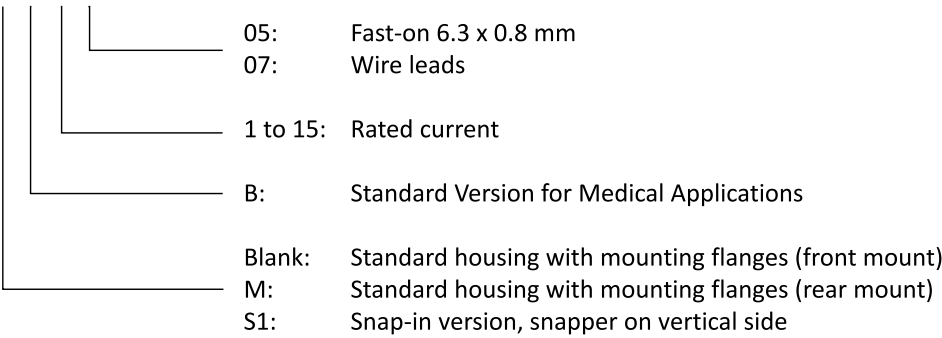 05: Fast-on 6.3 x 0.8 mm
07: Wire leads
1 to 15: Rated current
B: Standard Version for Medical Applications
Blank: Standard housing with mounting flanges (front mount)
M: Standard housing with mounting flanges (rear mount)
S1: Snap-in version, snapper on vertical side